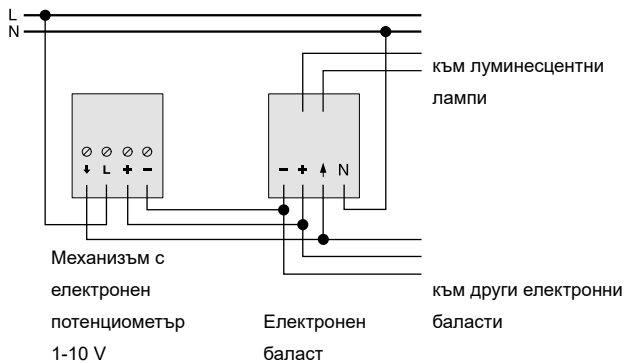 L
N
към луминесцентни
лампи
L + −
− + N
Механизъм с
електронен
потенциометър
1-10 V
Електронен
баласт
към други електронни
баласти